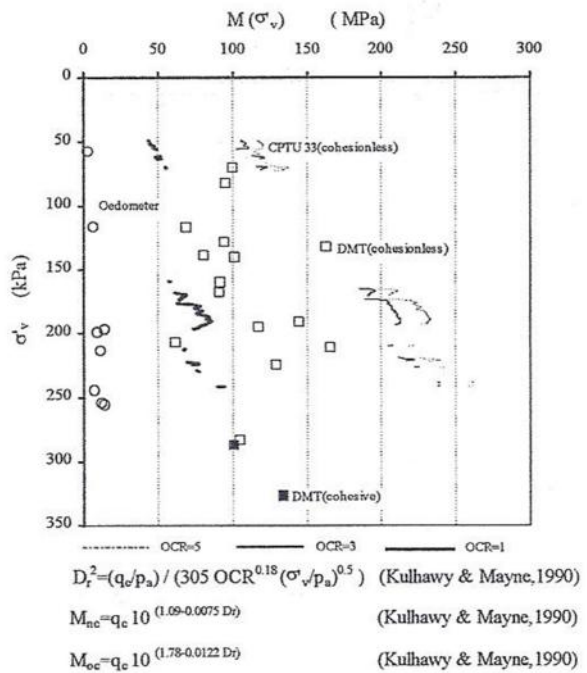 M (σ'v) MPa
0 50 100 150 200 250 300
0
50
100
150
200
250
300
350
σ'v (kPa)
CPTU 33(cohesionless)
Oedometer
DMT(cohesionless)
DMT(cohesive)
OCR=5 OCR=3 OCR=1
Dr²=(qc/pa) / (305 OCR^0.18 (σ'v/pa)^0.5) (Kulhawy & Mayne,1990)
Mnc=qc 10 (1.09-0.0075 Dr) (Kulhawy & Mayne,1990)
Moc=qc 10 (1.78-0.0122 Dr) (Kulhawy & Mayne,1990)